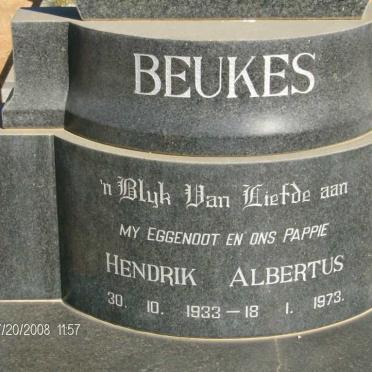 BEUKES
'n Blyk Van Liefde aan
MY EGGENOOT EN ONS PAPPIE
HENDRIK ALBERTUS
30. 10. 1933 – 18 1. 1973.
7/20/2008 11:57